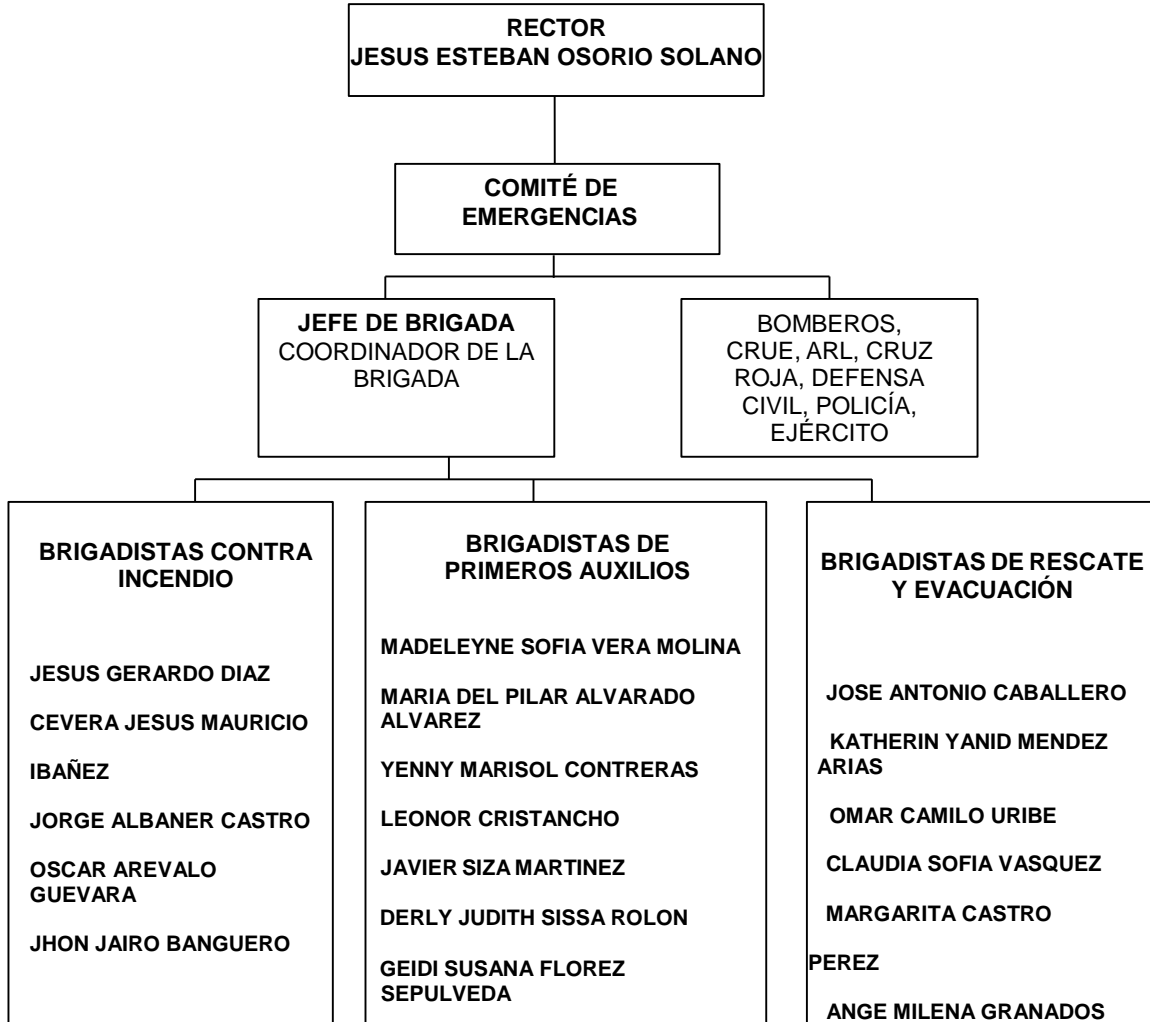 RECTOR
JESUS ESTEBAN OSORIO SOLANO
COMITÉ DE
EMERGENCIAS
JEFE DE BRIGADA
COORDINADOR DE LA
BRIGADA
BOMBEROS,
CRUE, ARL, CRUZ
ROJA, DEFENSA
CIVIL, POLICÍA,
EJÉRCITO
BRIGADISTAS CONTRA
INCENDIO
JESUS GERARDO DIAZ
CEVERA JESUS MAURICIO
IBAÑEZ
JORGE ALBANER CASTRO
OSCAR AREVALO
GUEVARA
JHON JAIRO BANGUERO
BRIGADISTAS DE
PRIMEROS AUXILIOS
MADELEYNE SOFIA VERA MOLINA
MARIA DEL PILAR ALVARADO
ALVAREZ
YENNY MARISOL CONTRERAS
LEONOR CRISTANCHO
JAVIER SIZA MARTINEZ
DERLY JUDITH SISSA ROLON
GEIDI SUSANA FLOREZ
SEPULVEDA
BRIGADISTAS DE RESCATE
Y EVACUACIÓN
JOSE ANTONIO CABALLERO
KATHERIN YANID MENDEZ
ARIAS
OMAR CAMILO URIBE
CLAUDIA SOFIA VASQUEZ
MARGARITA CASTRO
PEREZ
ANGE MILENA GRANADOS